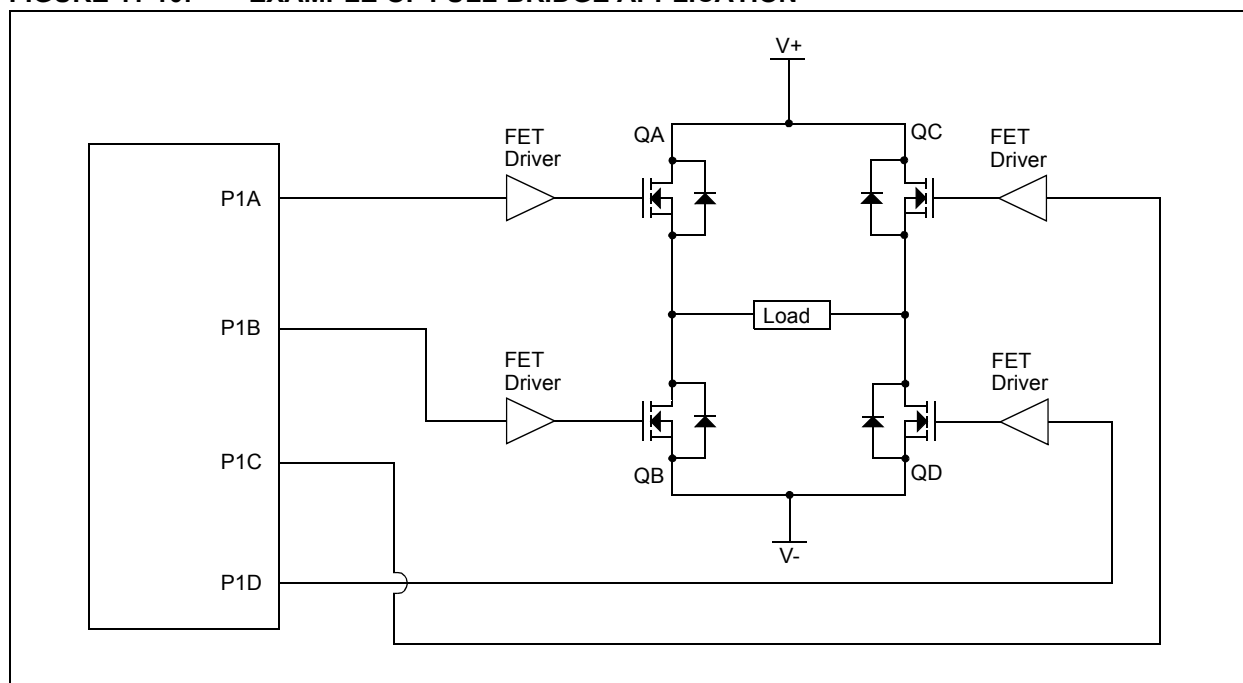 FIGURE EXAMPLE OF FULL-BRIDGE APPLICATION
V+
QA
QC
FET
Driver
FET
Driver
P1A
Load
P1B
FET
Driver
FET
Driver
P1C
QB
QD
V-
P1D